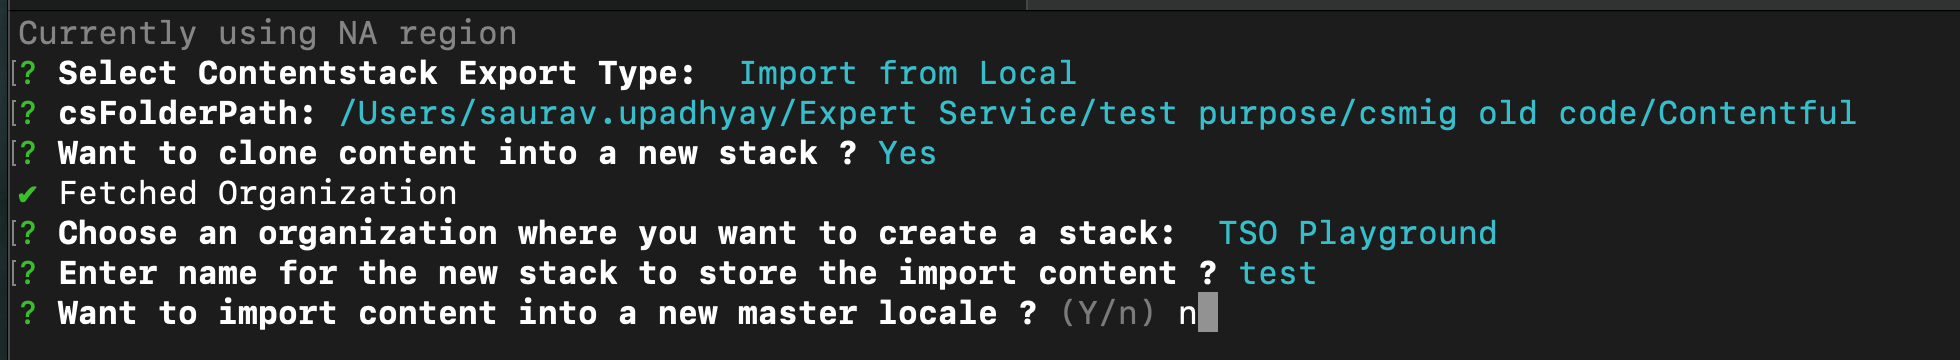 Currently using NA region
[? Select Contentstack Export Type:  Import from Local
[? csFolderPath: /Users/saurav.upadhyay/Expert Service/test purpose/csmig old code/Contentful
[? Want to clone content into a new stack ? Yes
✔ Fetched Organization
[? Choose an organization where you want to create a stack:  TSO Playground
[? Enter name for the new stack to store the import content ? test
? Want to import content into a new master locale ? (Y/n) n